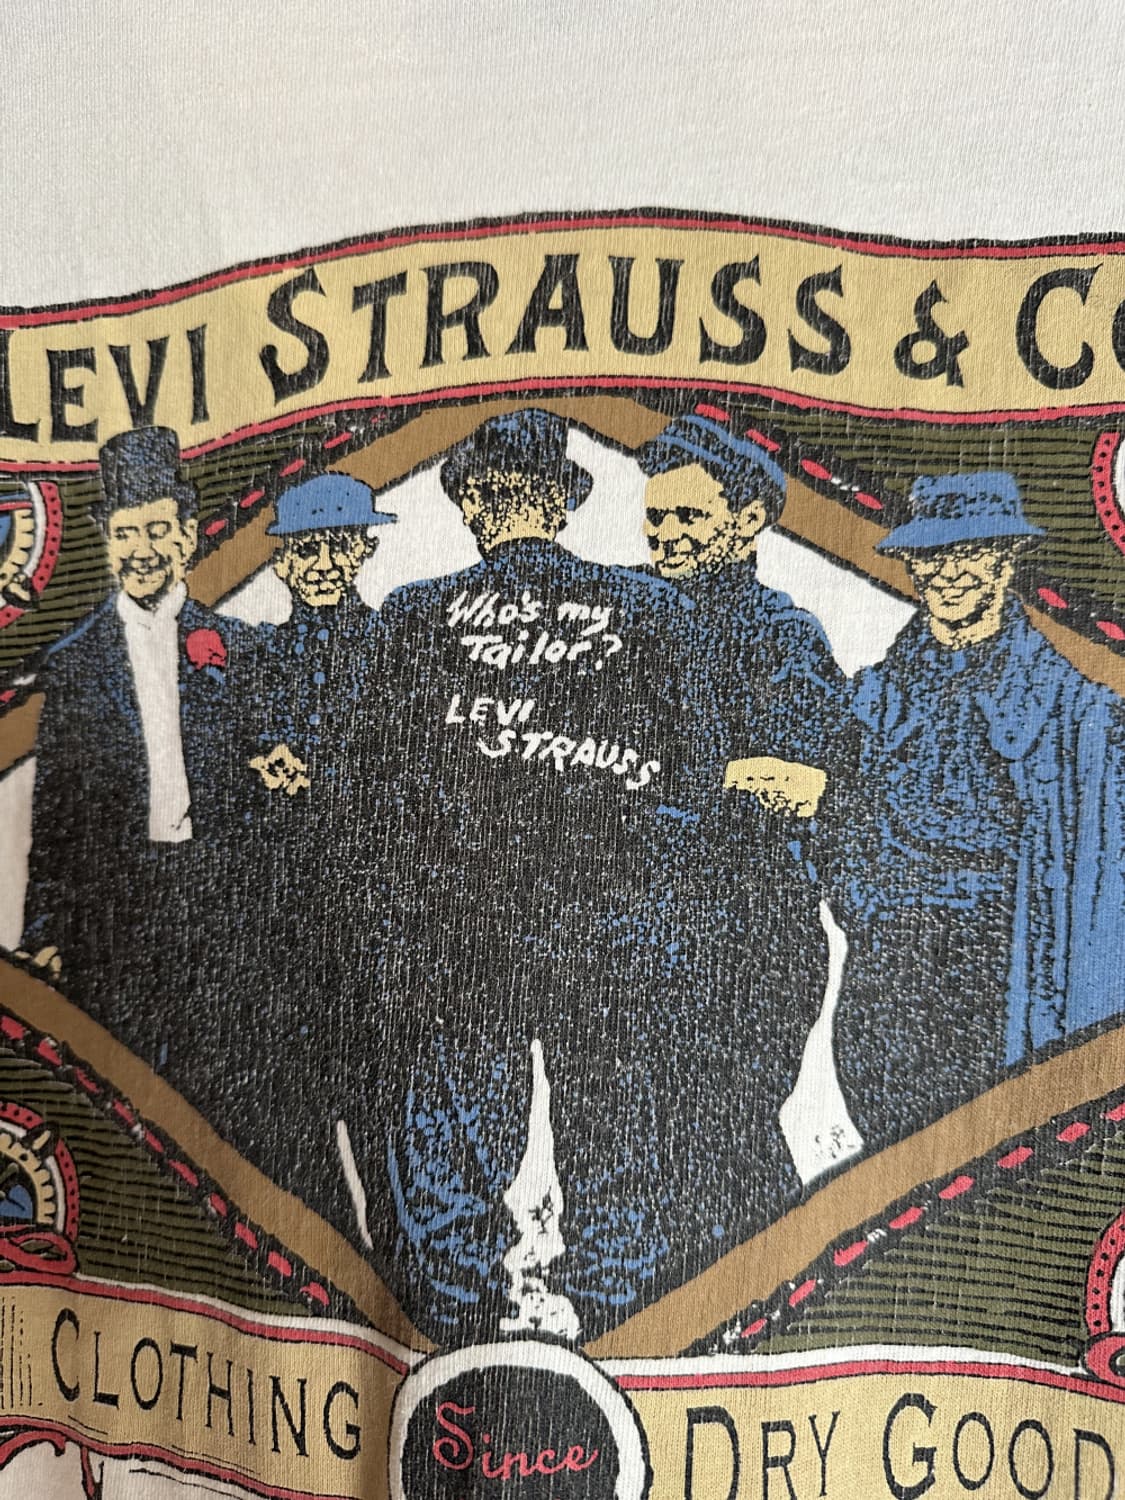 LEVI STRAUSS & CO
Who's my
Tailor?
LEVI
STRAUSS
CLOTHING
Since
DRY GOOD